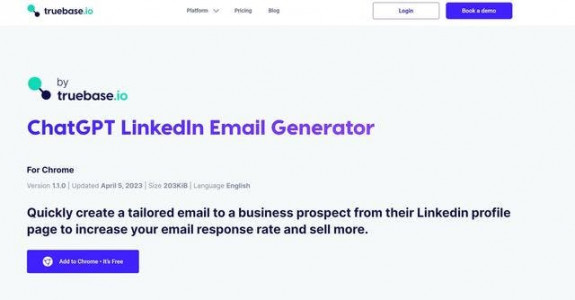 truebase.io Platform Pricing Blog Login Book a demo
by
truebase.io
ChatGPT LinkedIn Email Generator
For Chrome
Version 1.1.0 | Updated April 5, 2023 | Size 203KiB | Language English
Quickly create a tailored email to a business prospect from their Linkedin profile
page to increase your email response rate and sell more.
Add to Chrome - it's Free